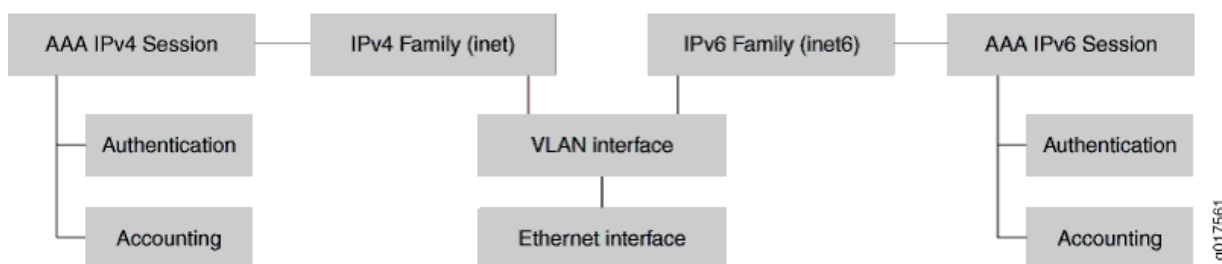 AAA IPv4 Session
IPv4 Family (inet)
IPv6 Family (inet6)
AAA IPv6 Session
Authentication
VLAN interface
Authentication
Accounting
Ethernet interface
Accounting
g017561